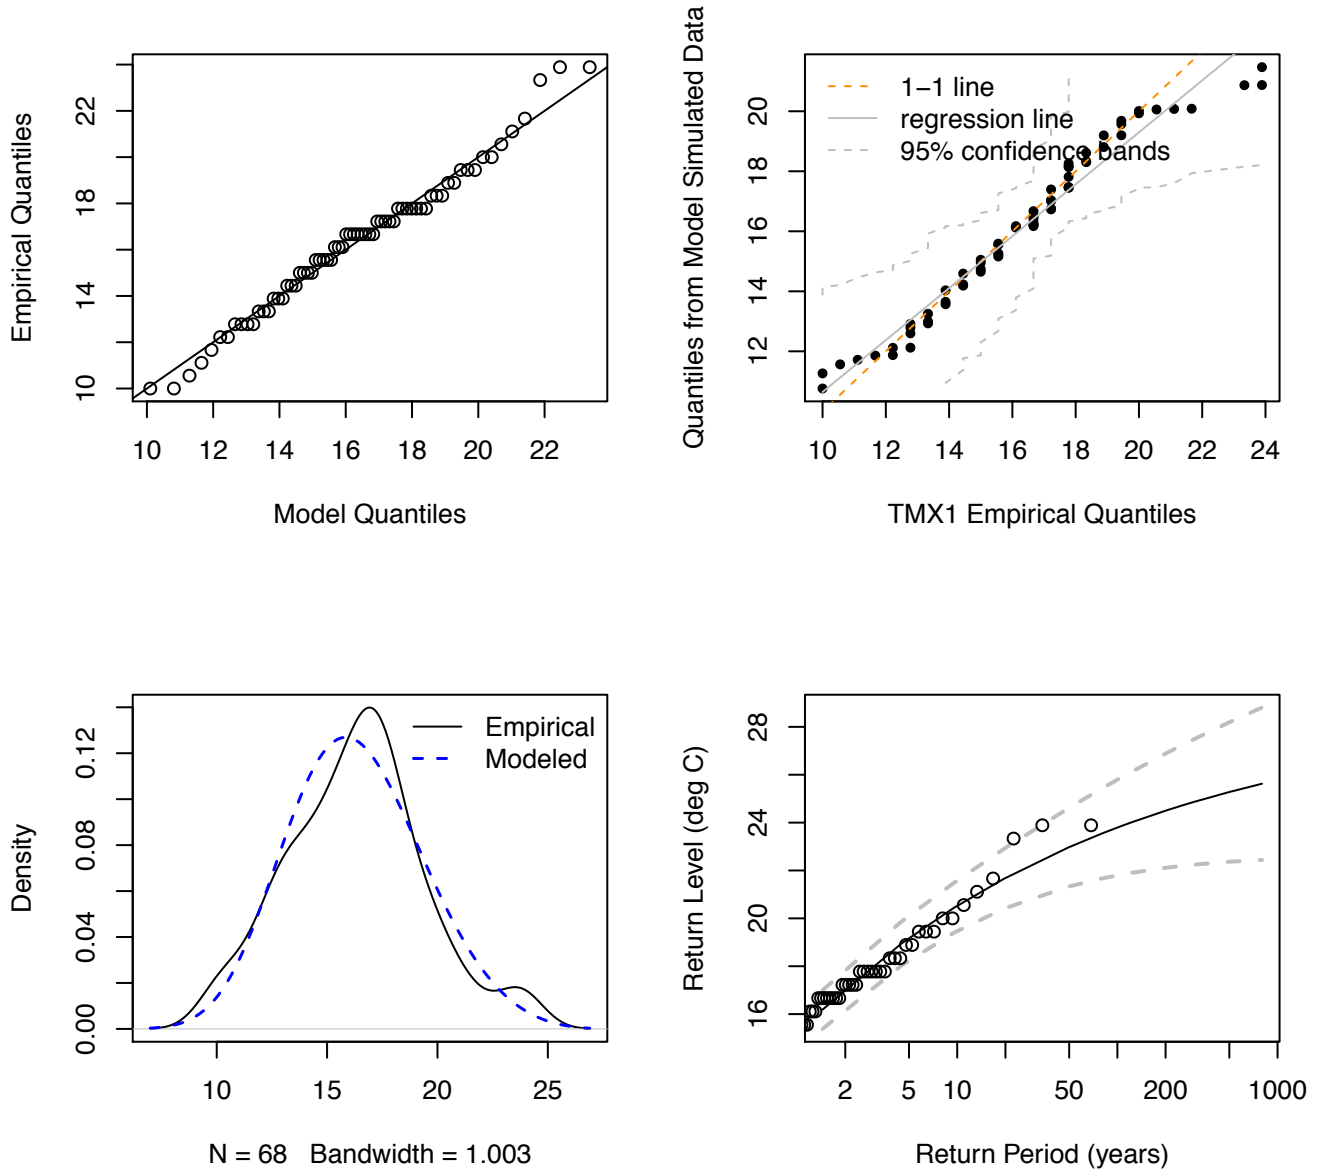 Empirical Quantiles
22
18
14
10
10 12 14 16 18 20 22
Model Quantiles
Quantiles from Model Simulated Data
1−1 line
regression line
95% confidence bands
20
18
16
14
12
10 12 14 16 18 20 22 24
TMX1 Empirical Quantiles
Density
Empirical
Modeled
0.12
0.08
0.04
0.00
10 15 20 25
N = 68 Bandwidth = 1.003
Return Level (deg C)
28
24
20
16
2 5 10 50 200 1000
Return Period (years)